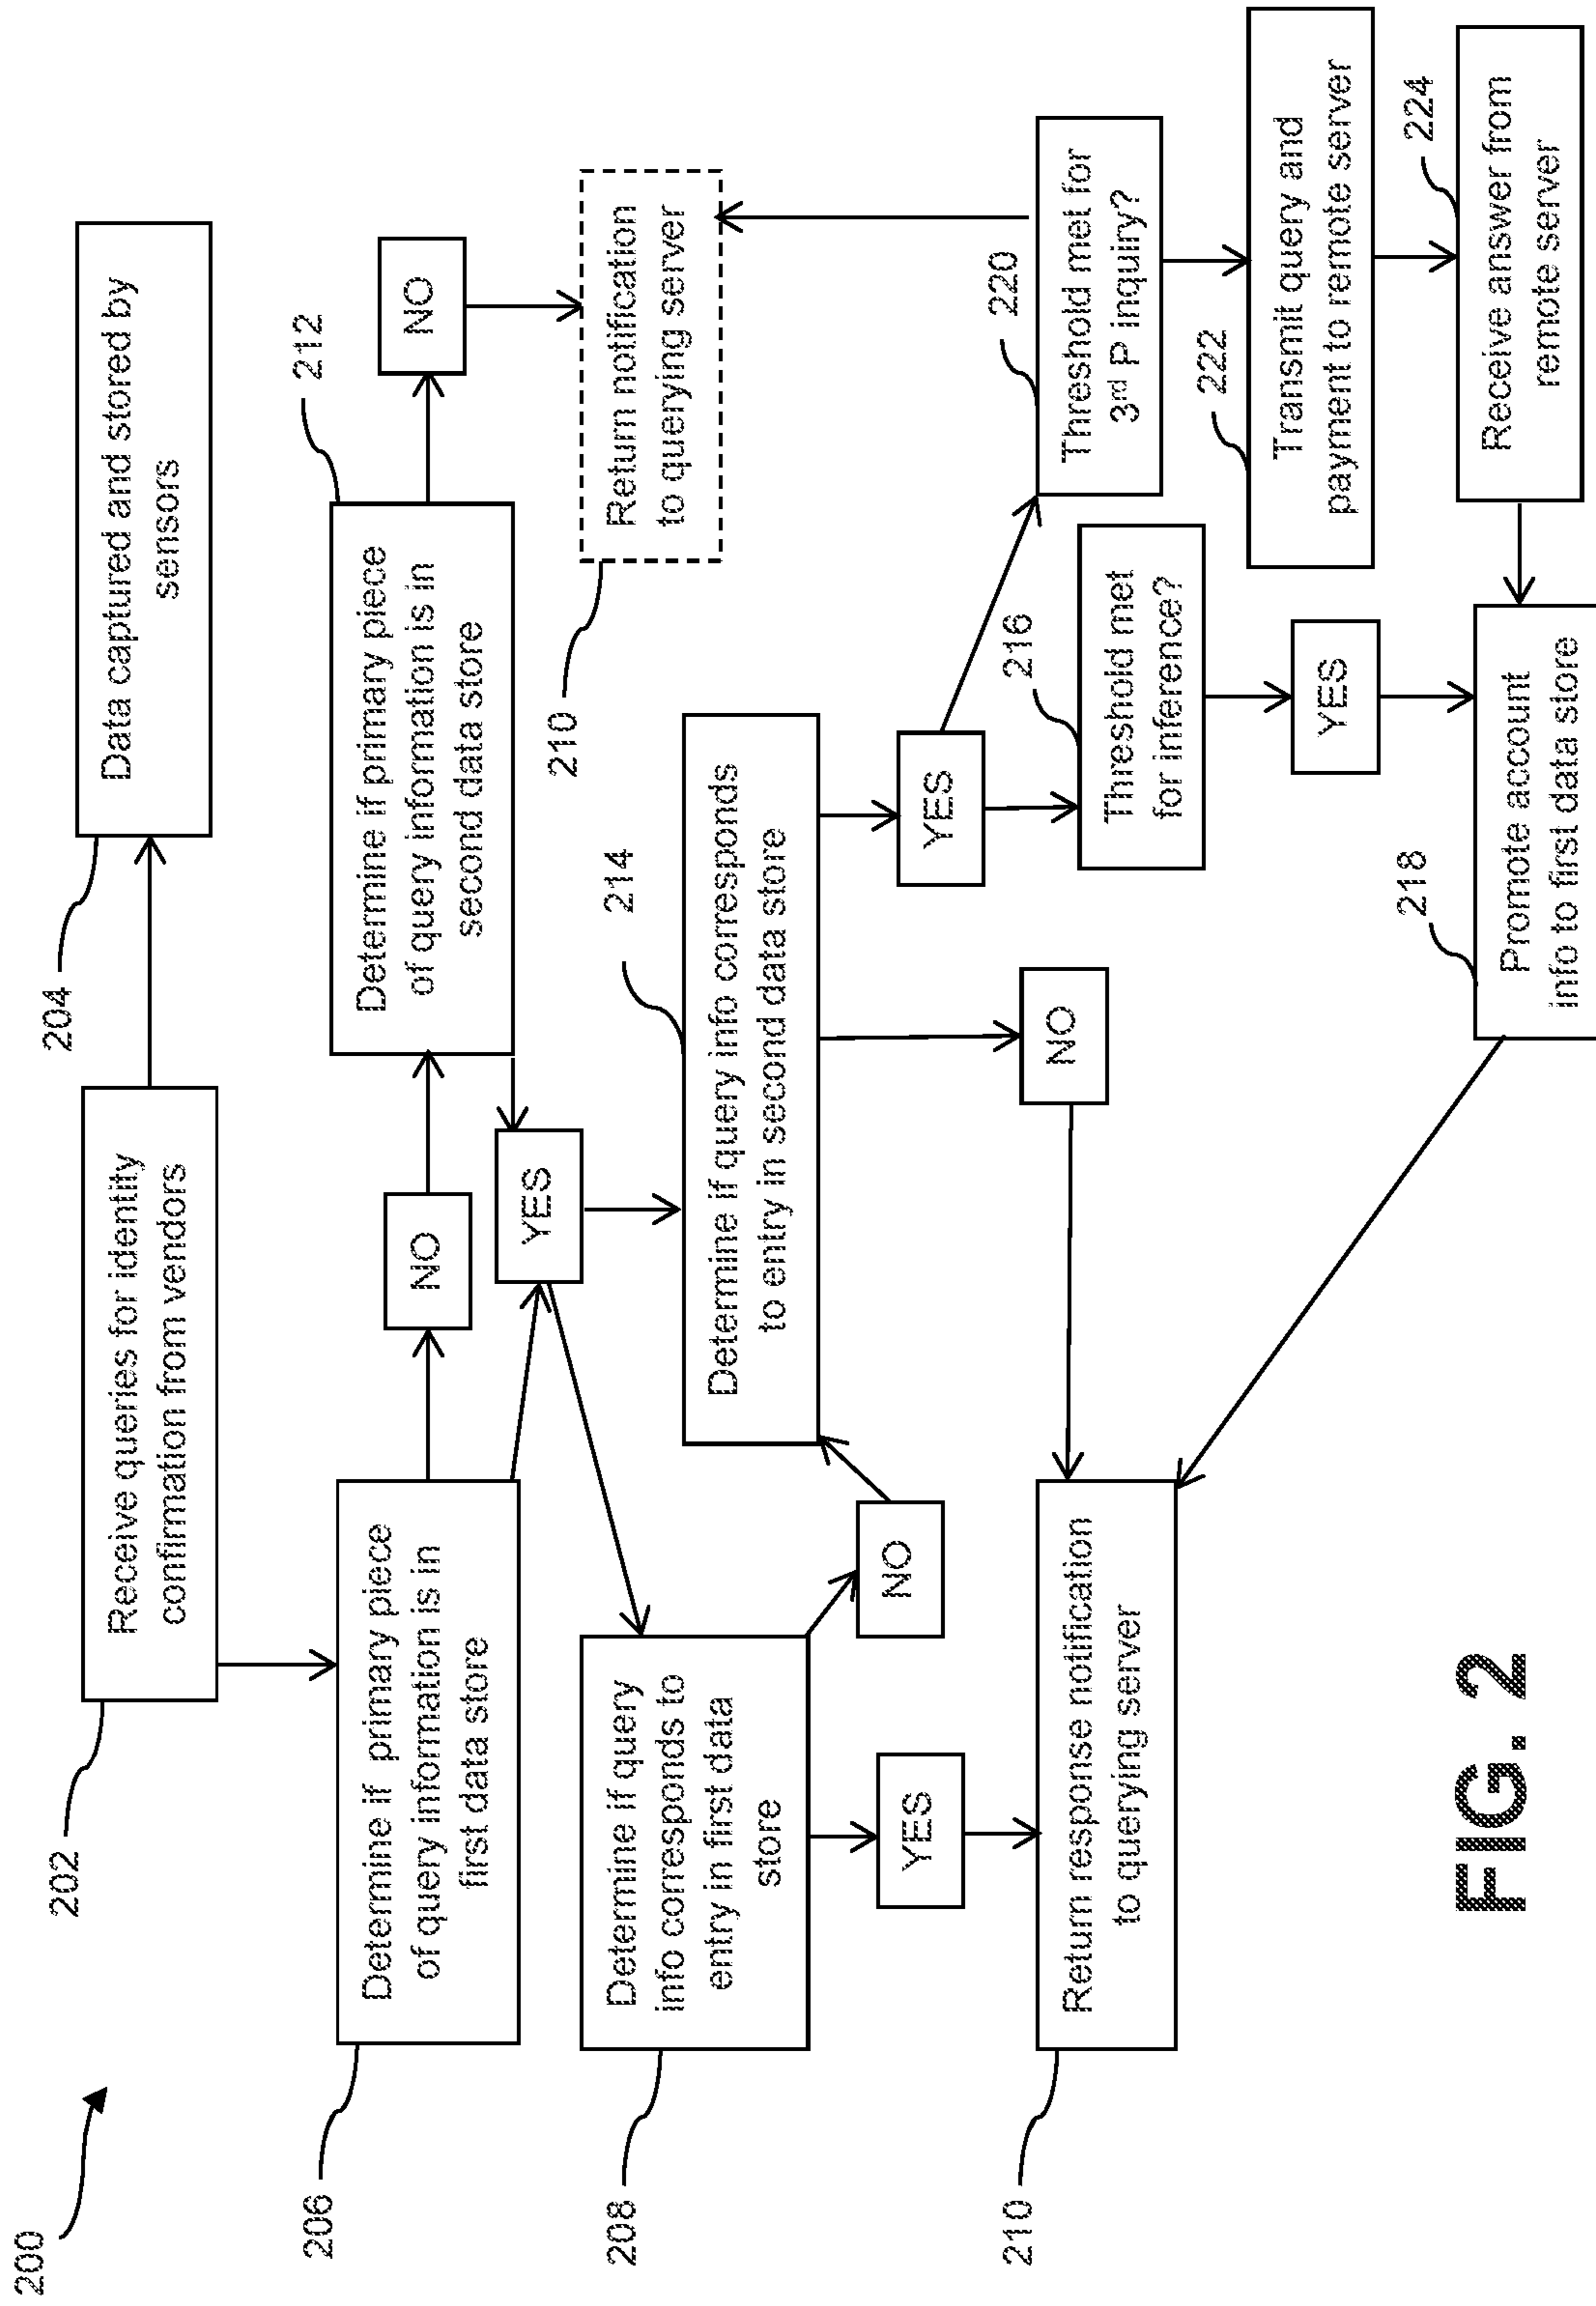 200
202
Receive queries for identity
confirmation from vendors
204
Data captured and stored by
sensors
206
Determine if primary piece
of query information is in
first data store
NO
212
Determine if primary piece
of query information is in
second data store
NO
YES
208
Determine if query
info corresponds to
entry in first data
store
NO
YES
214
Determine if query info corresponds
to entry in second data store
210
Return notification
to querying server
YES
NO
210
Return response notification
to querying server
216
Threshold met
for inference?
YES
220
Threshold met for
3rd P inquiry?
222
Transmit query and
payment to remote server
224
Receive answer from
remote server
218
Promote account
info to first data store
FIG. 2